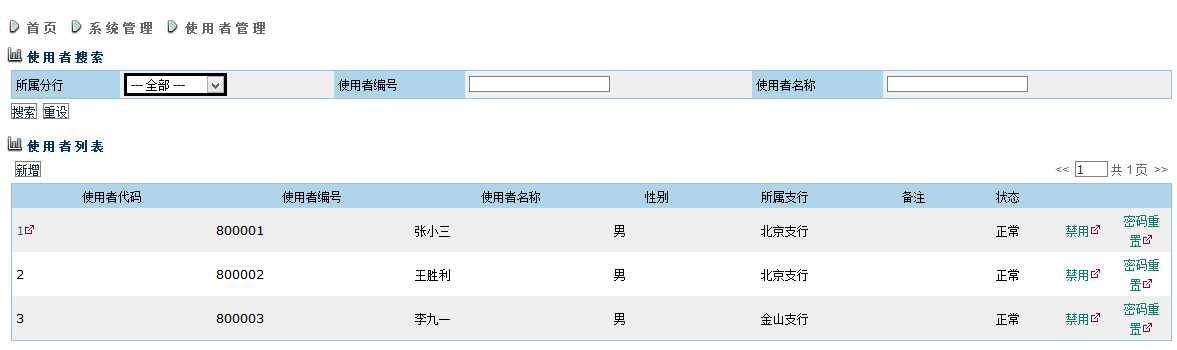 首页 系统管理 使用者管理
使用者搜索
所属分行 --- 全部 --- 使用者编号 使用者名称
搜索 重设
使用者列表
新增 << 1 共 1 页 >>
使用者代码 使用者编号 使用者名称 性别 所属支行 备注 状态
1 800001 张小三 男 北京支行 正常 禁用 密码重
置
2 800002 王胜利 男 北京支行 正常 禁用 密码重
置
3 800003 李九一 男 金山支行 正常 禁用 密码重
置